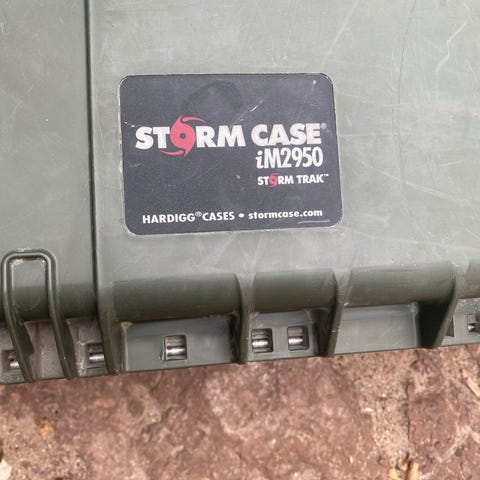 STORM CASE®
iM2950
STORM TRAK™
HARDIGG® CASES • stormcase.com